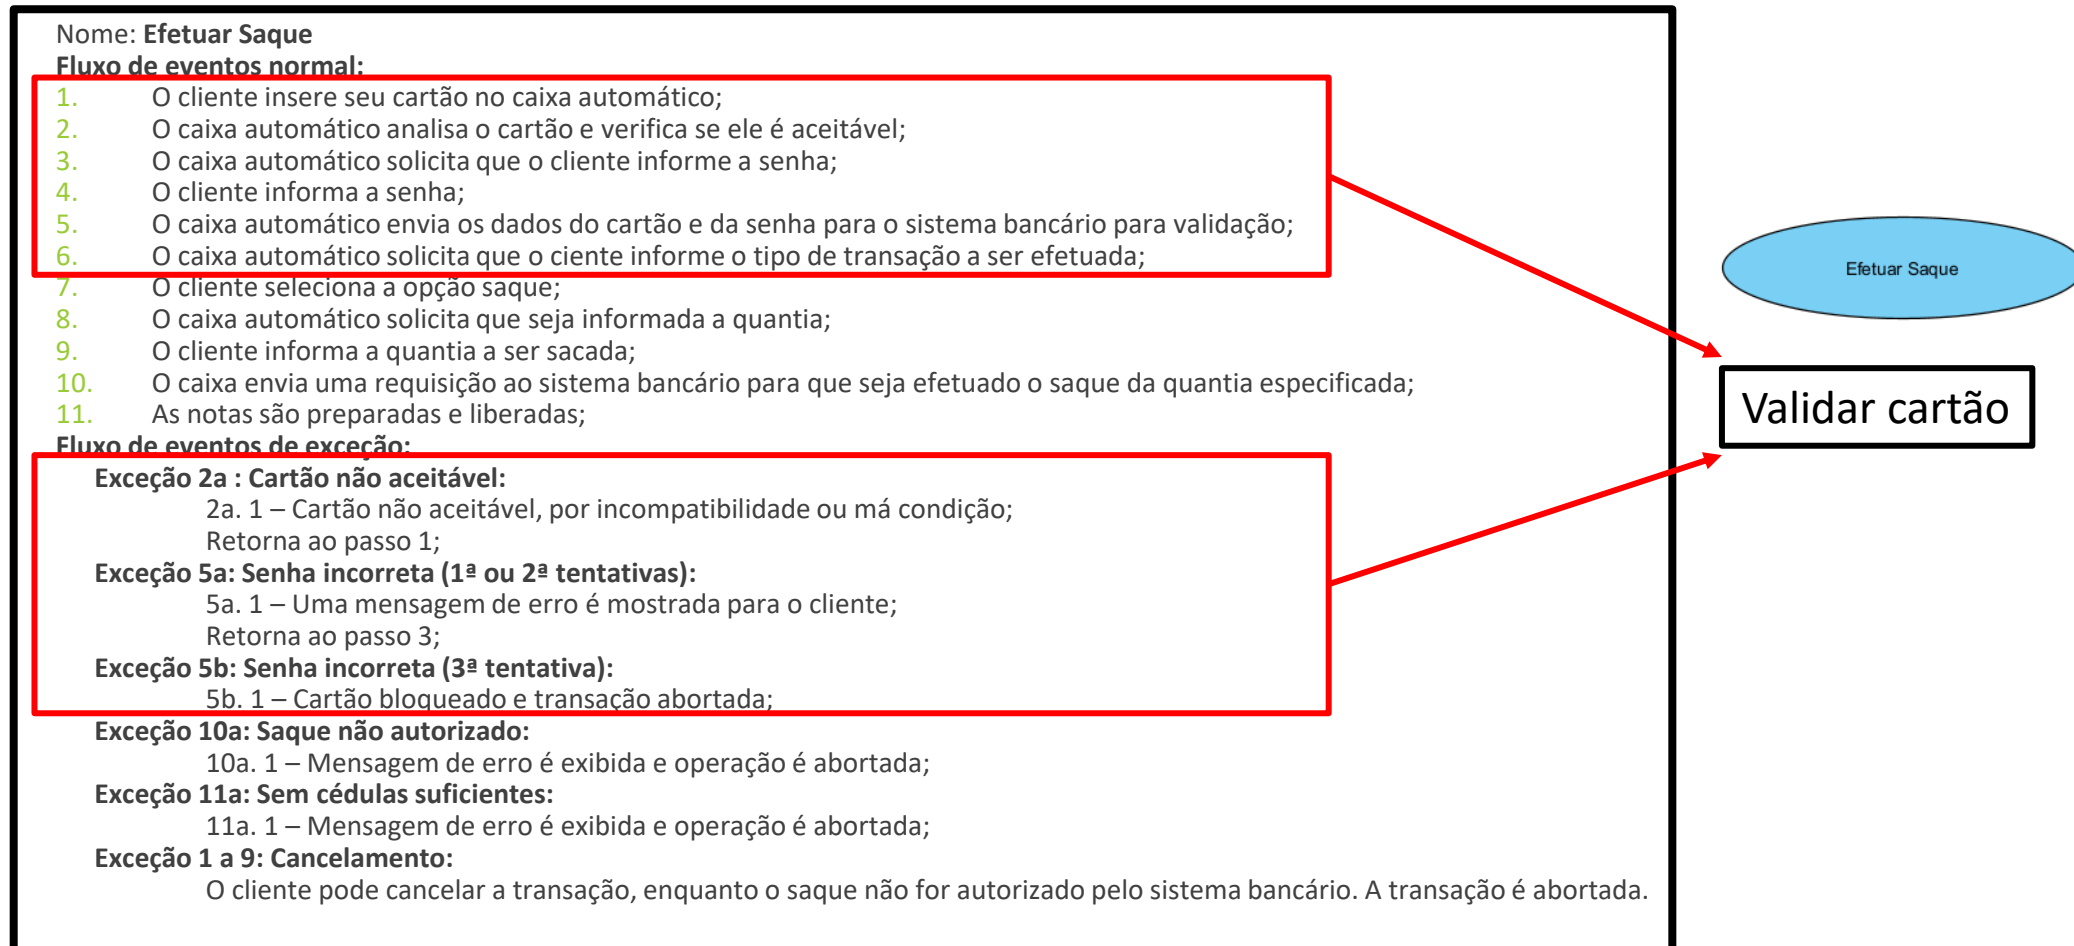 Nome: Efetuar Saque
Fluxo de eventos normal:
1. O cliente insere seu cartão no caixa automático;
2. O caixa automático analisa o cartão e verifica se ele é aceitável;
3. O caixa automático solicita que o cliente informe a senha;
4. O cliente informa a senha;
5. O caixa automático envia os dados do cartão e da senha para o sistema bancário para validação;
6. O caixa automático solicita que o ciente informe o tipo de transação a ser efetuada;
7. O cliente seleciona a opção saque;
8. O caixa automático solicita que seja informada a quantia;
9. O cliente informa a quantia a ser sacada;
10. O caixa envia uma requisição ao sistema bancário para que seja efetuado o saque da quantia especificada;
11. As notas são preparadas e liberadas;
Fluxo de eventos de exceção:
Exceção 2a : Cartão não aceitável:
2a. 1 – Cartão não aceitável, por incompatibilidade ou má condição;
Retorna ao passo 1;
Exceção 5a: Senha incorreta (1ª ou 2ª tentativas):
5a. 1 – Uma mensagem de erro é mostrada para o cliente;
Retorna ao passo 3;
Exceção 5b: Senha incorreta (3ª tentativa):
5b. 1 – Cartão bloqueado e transação abortada;
Exceção 10a: Saque não autorizado:
10a. 1 – Mensagem de erro é exibida e operação é abortada;
Exceção 11a: Sem cédulas suficientes:
11a. 1 – Mensagem de erro é exibida e operação é abortada;
Exceção 1 a 9: Cancelamento:
O cliente pode cancelar a transação, enquanto o saque não for autorizado pelo sistema bancário. A transação é abortada.
Efetuar Saque
Validar cartão